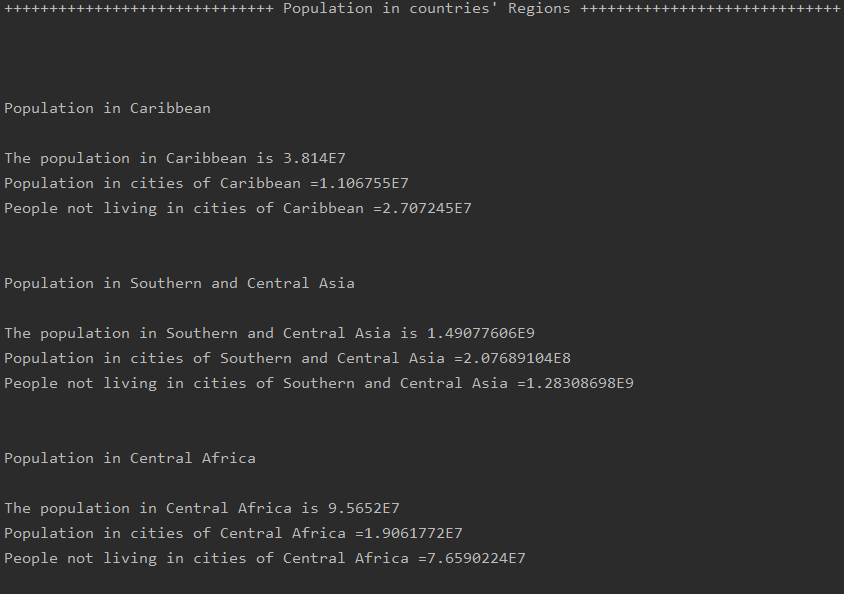 ++++++++++++++++++++++++++++++ Population in countries' Regions +++++++++++++++++++++++++++++
Population in Caribbean
The population in Caribbean is 3.814E7
Population in cities of Caribbean =1.106755E7
People not living in cities of Caribbean =2.707245E7
Population in Southern and Central Asia
The population in Southern and Central Asia is 1.49077606E9
Population in cities of Southern and Central Asia =2.07689104E8
People not living in cities of Southern and Central Asia =1.28308698E9
Population in Central Africa
The population in Central Africa is 9.5652E7
Population in cities of Central Africa =1.9061772E7
People not living in cities of Central Africa =7.6590224E7